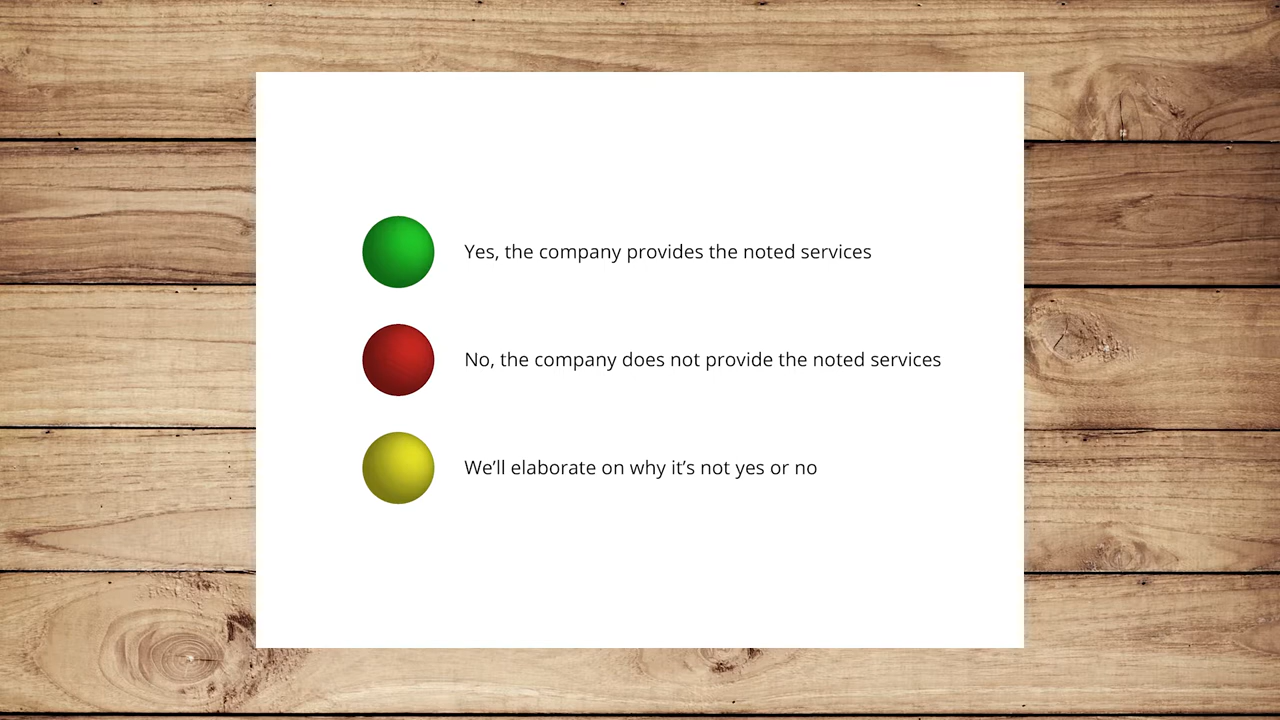 Yes, the company provides the noted services
No, the company does not provide the noted services
We’ll elaborate on why it’s not yes or no